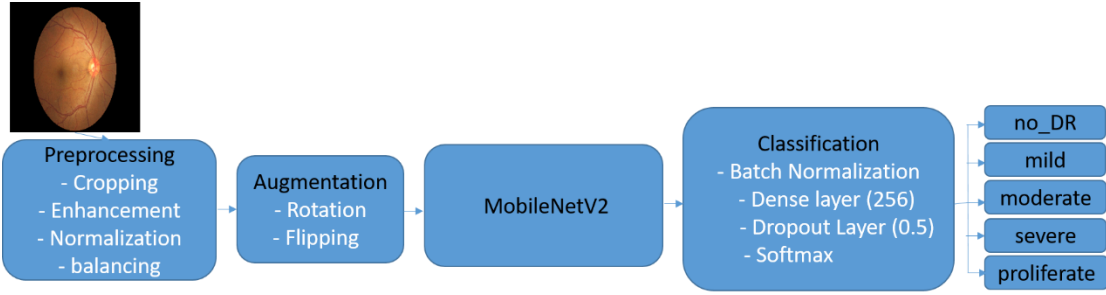 Preprocessing
- Cropping
- Enhancement
- Normalization
- balancing
Augmentation
- Rotation
- Flipping
MobileNetV2
Classification
- Batch Normalization
- Dense layer (256)
- Dropout Layer (0.5)
- Softmax
no_DR
mild
moderate
severe
proliferate